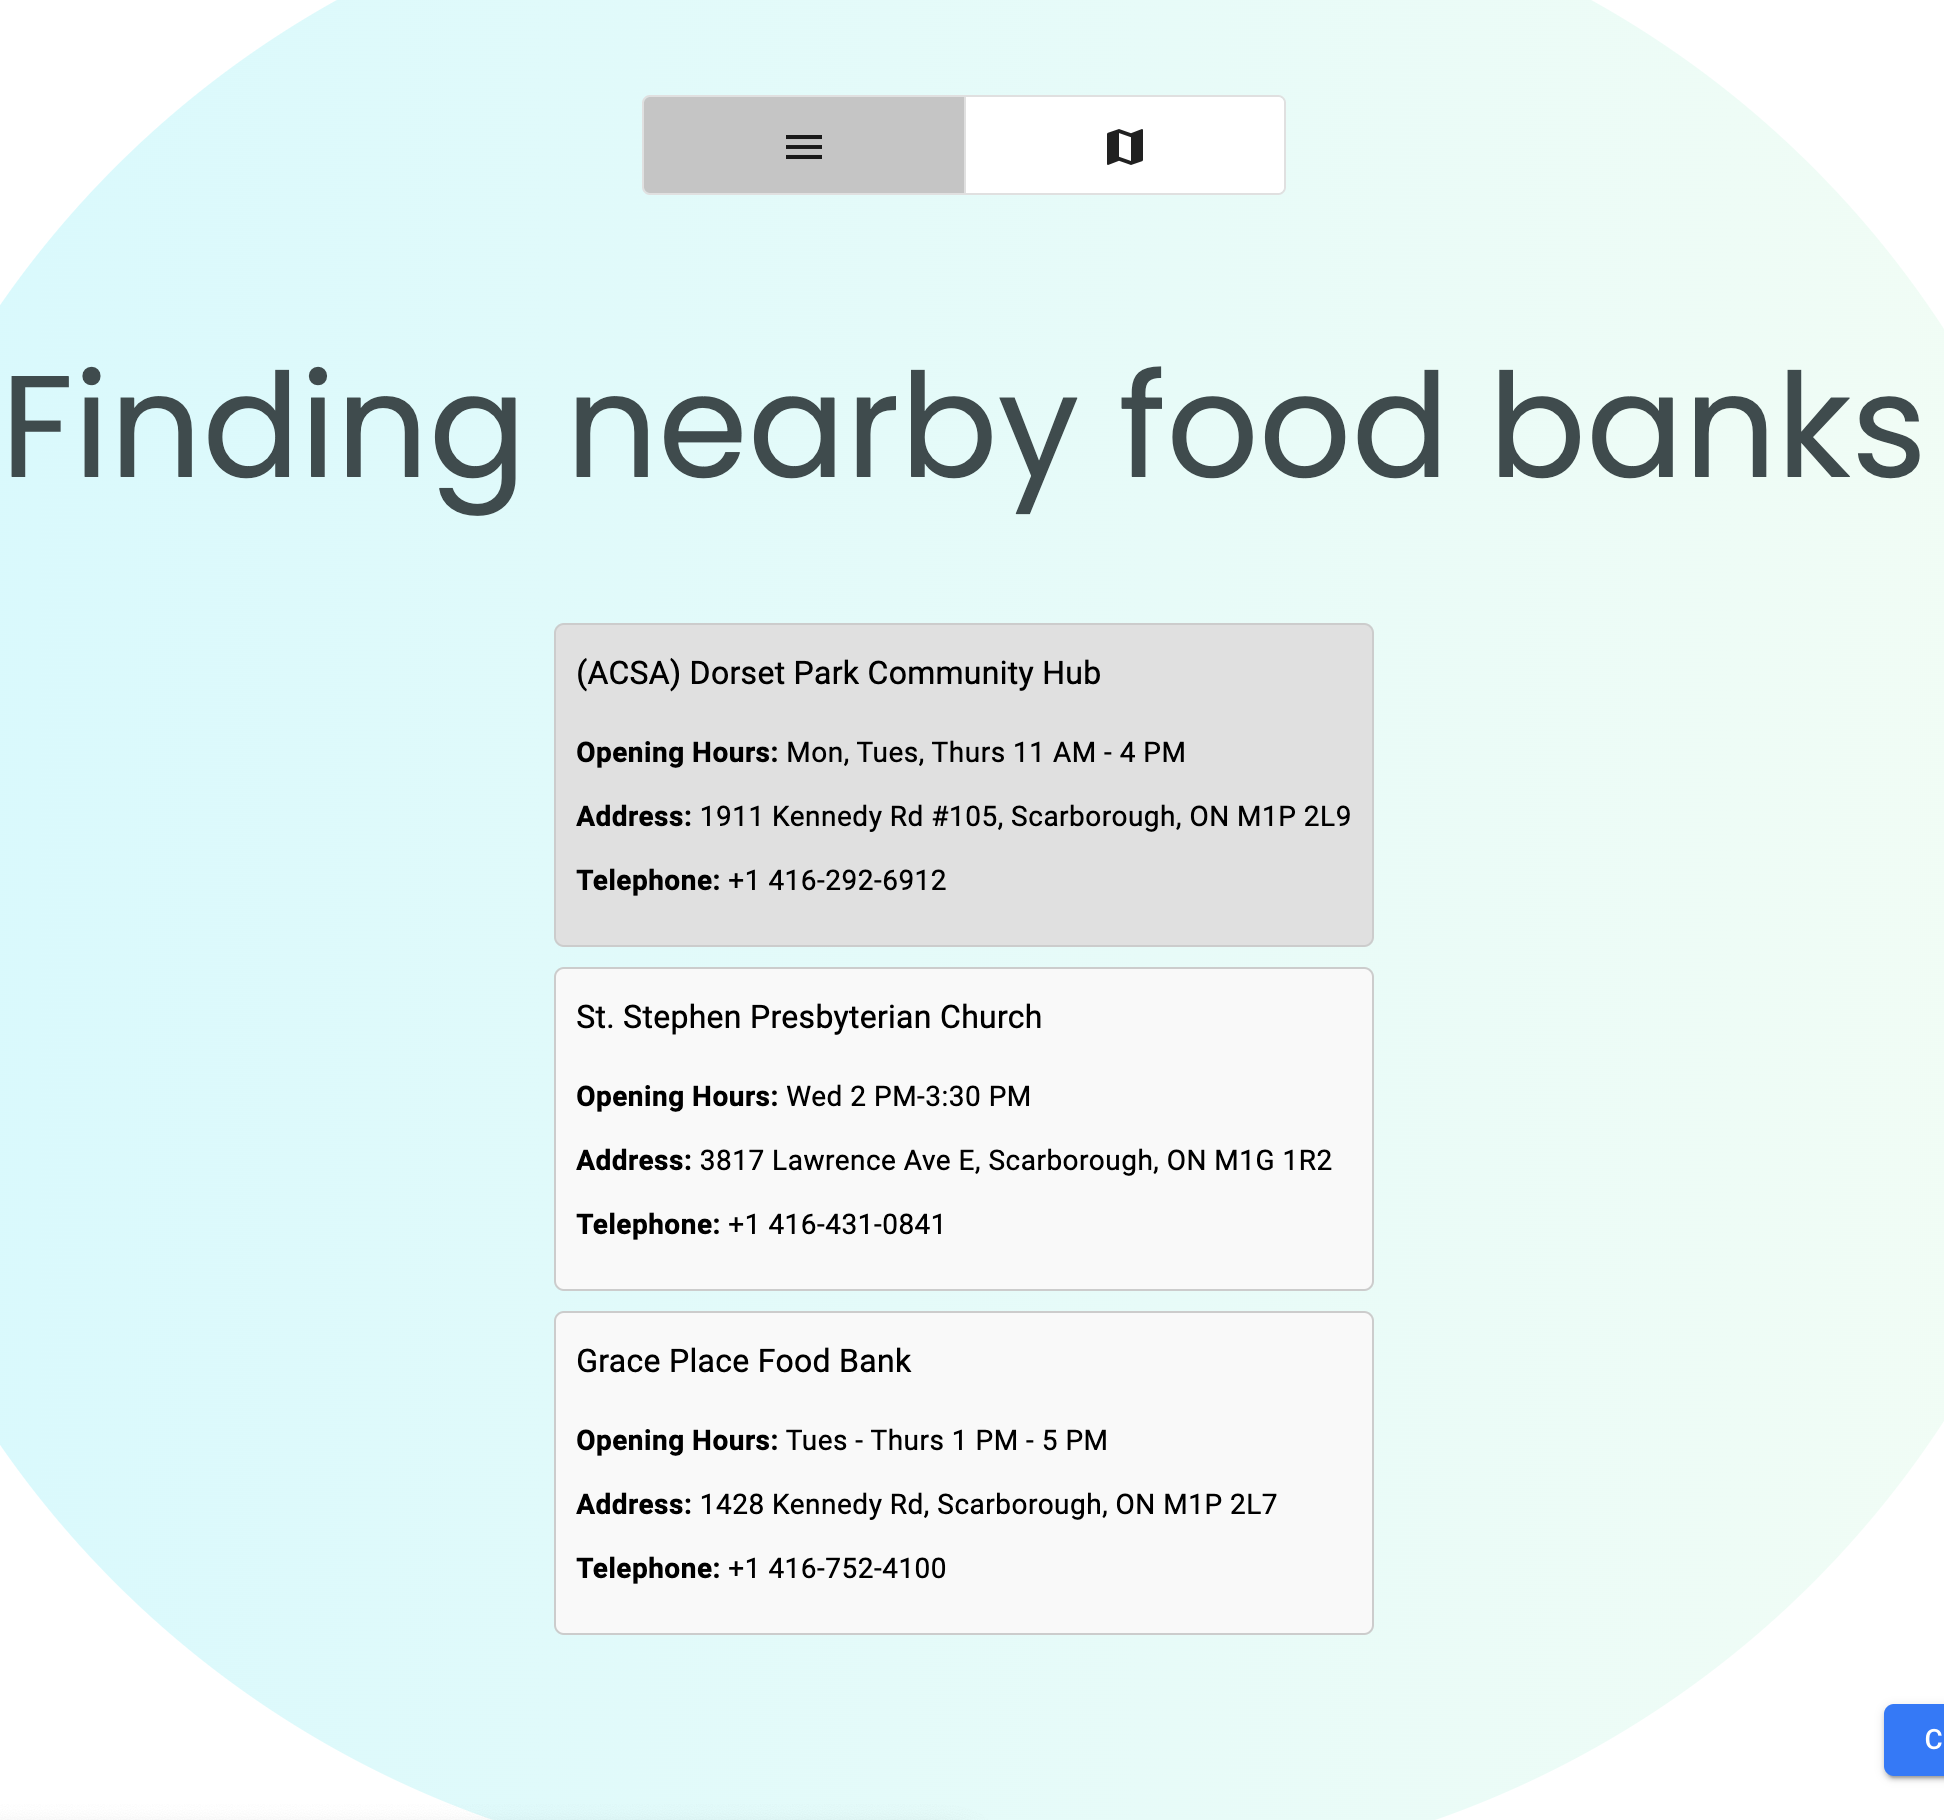 Finding nearby food banks
(ACSA) Dorset Park Community Hub
Opening Hours: Mon, Tues, Thurs 11 AM - 4 PM
Address: 1911 Kennedy Rd #105, Scarborough, ON M1P 2L9
Telephone: +1 416-292-6912
St. Stephen Presbyterian Church
Opening Hours: Wed 2 PM-3:30 PM
Address: 3817 Lawrence Ave E, Scarborough, ON M1G 1R2
Telephone: +1 416-431-0841
Grace Place Food Bank
Opening Hours: Tues - Thurs 1 PM - 5 PM
Address: 1428 Kennedy Rd, Scarborough, ON M1P 2L7
Telephone: +1 416-752-4100